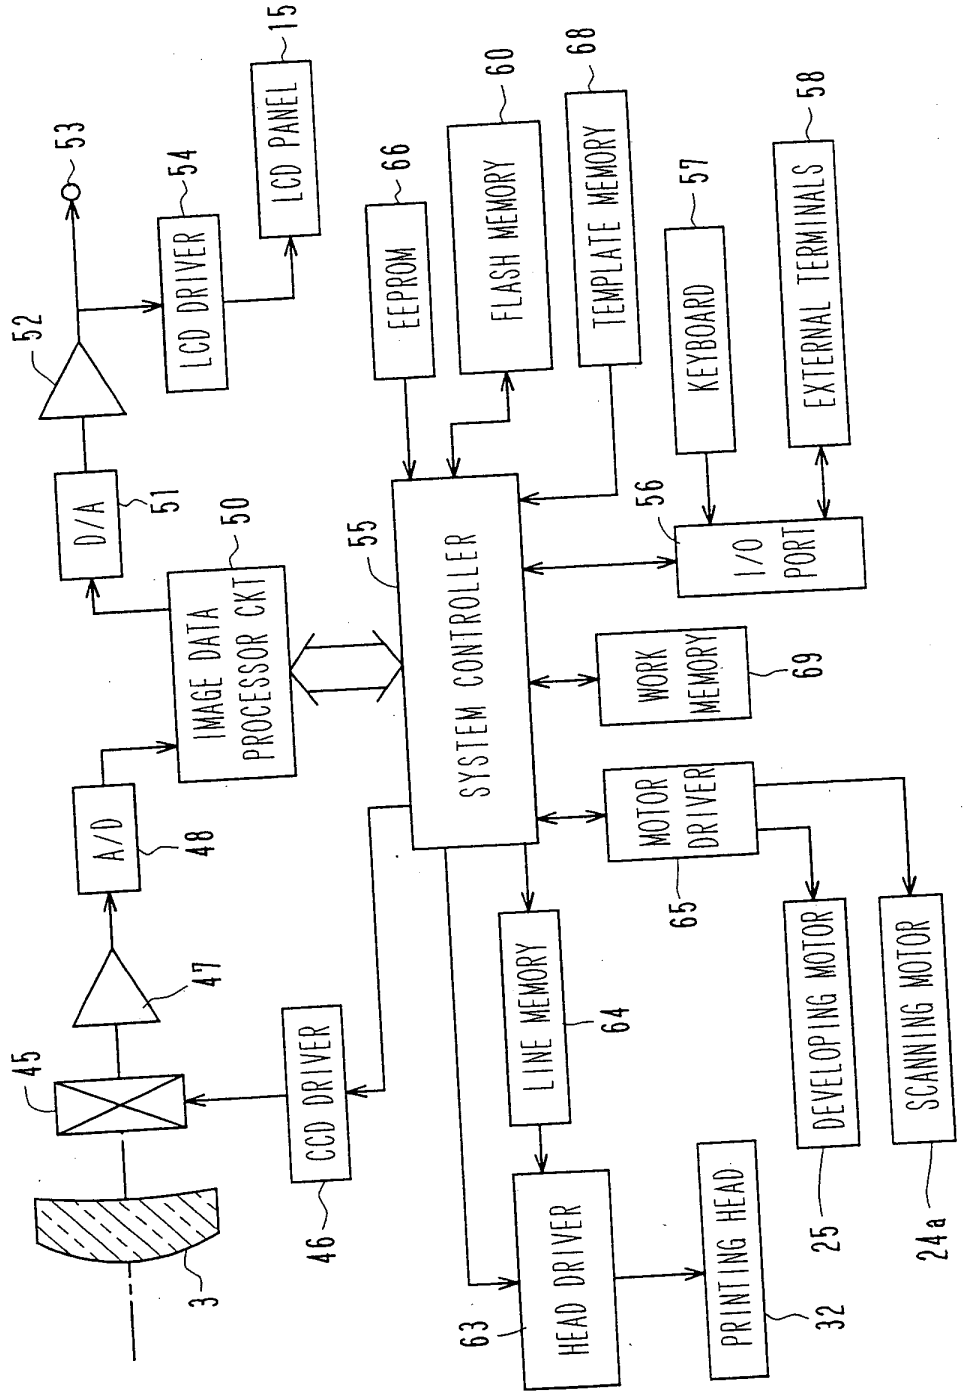 3
45
47
A/D
48
IMAGE DATA
PROCESSOR CKT
50
D/A
51
52
53
LCD DRIVER
54
LCD PANEL
15
CCD DRIVER
46
SYSTEM CONTROLLER
55
EEPROM
66
FLASH MEMORY
60
TEMPLATE MEMORY
68
KEYBOARD
57
EXTERNAL TERMINALS
58
I/O
PORT
56
WORK
MEMORY
69
MOTOR
DRIVER
65
LINE MEMORY
64
HEAD DRIVER
63
PRINTING HEAD
32
DEVELOPING MOTOR
25
SCANNING MOTOR
24a